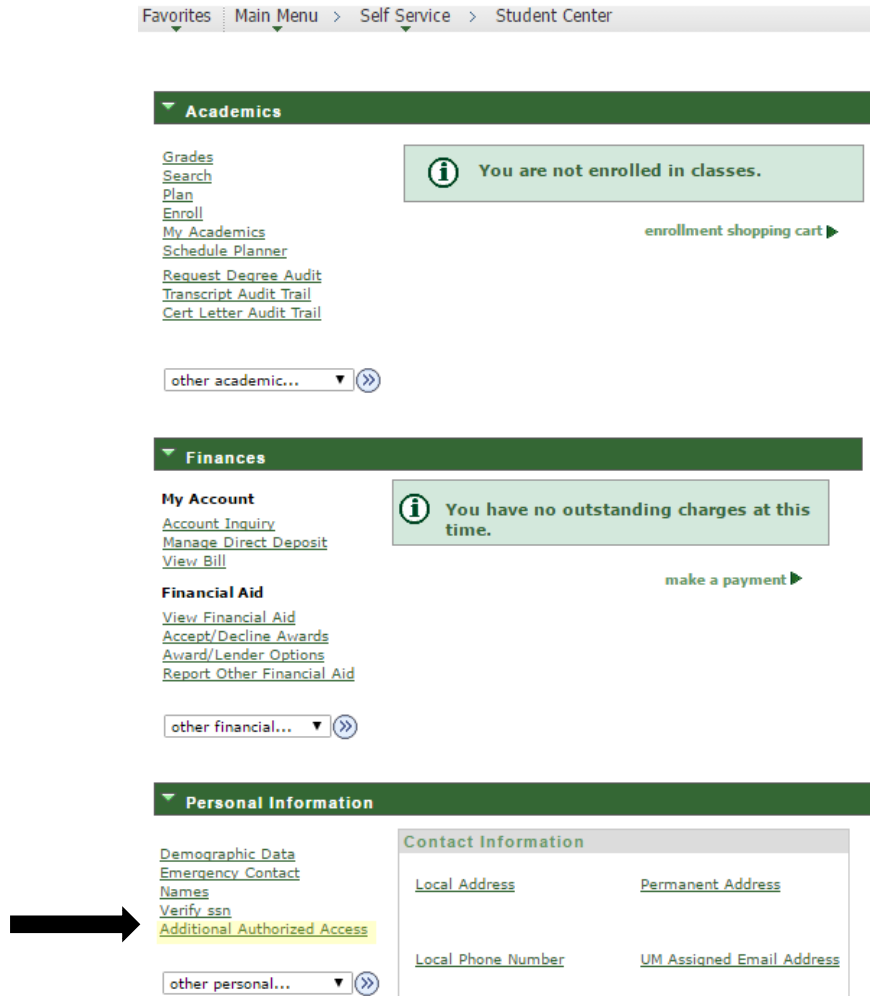 Favorites Main Menu > Self Service > Student Center
Academics
Grades
Search
Plan
Enroll
My Academics
Schedule Planner
Request Degree Audit
Transcript Audit Trail
Cert Letter Audit Trail
You are not enrolled in classes.
enrollment shopping cart
other academic...
Finances
My Account
Account Inquiry
Manage Direct Deposit
View Bill
Financial Aid
View Financial Aid
Accept/Decline Awards
Award/Lender Options
Report Other Financial Aid
You have no outstanding charges at this
time.
make a payment
other financial...
Personal Information
Demographic Data
Emergency Contact
Names
Verify ssn
Additional Authorized Access
other personal...
Contact Information
Local Address Permanent Address
Local Phone Number UM Assigned Email Address